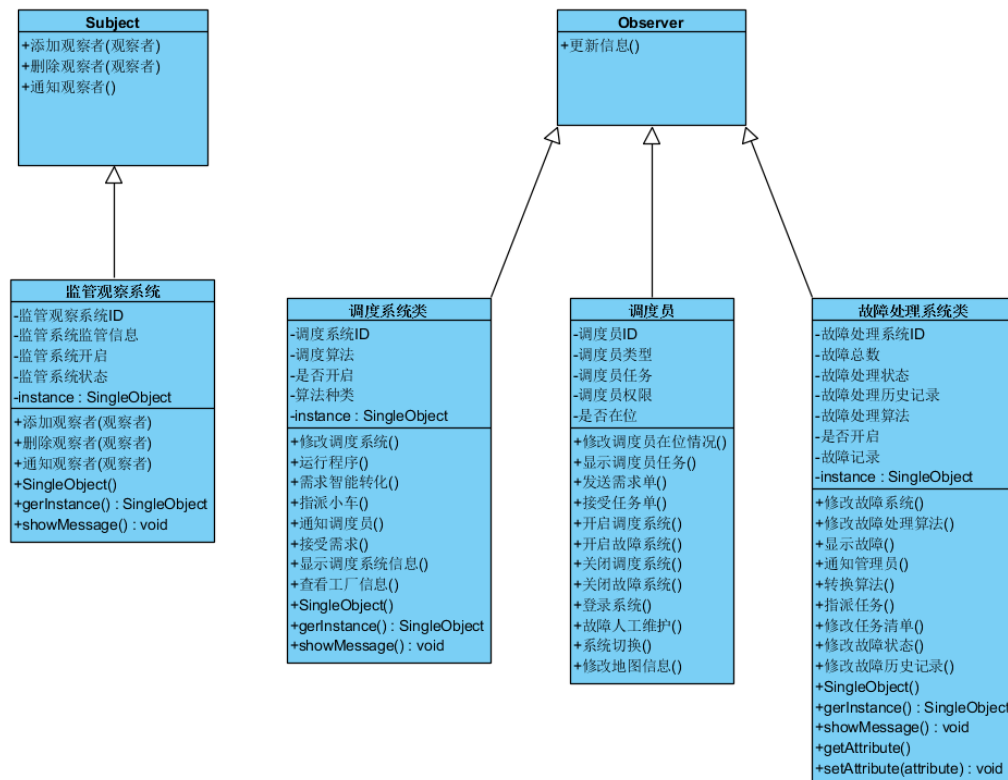 Subject
+添加观察者(观察者)
+删除观察者(观察者)
+通知观察者()
Observer
+更新信息()
监管观察系统
-监管观察系统ID
-监管系统监管信息
-监管系统开启
-监管系统状态
-instance : SingleObject
+添加观察者(观察者)
+删除观察者(观察者)
+通知观察者(观察者)
+SingleObject()
+gerInstance() : SingleObject
+showMessage() : void
调度系统类
-调度系统ID
-调度算法
-是否开启
-算法种类
-instance : SingleObject
+修改调度系统()
+运行程序()
+需求智能转化()
+指派小车()
+通知调度员()
+接受需求()
+显示调度系统信息()
+查看工厂信息()
+SingleObject()
+gerInstance() : SingleObject
+showMessage() : void
调度员
-调度员ID
-调度员类型
-调度员任务
-调度员权限
-是否在位
+修改调度员在位情况()
+显示调度员任务()
+发送需求单()
+接受任务单()
+开启调度系统()
+开启故障系统()
+关闭调度系统()
+关闭故障系统()
+登录系统()
+故障人工维护()
+系统切换()
+修改地图信息()
故障处理系统类
-故障处理系统ID
-故障总数
-故障处理状态
-故障处理历史记录
-故障处理算法
-是否开启
-故障记录
-instance : SingleObject
+修改故障系统()
+修改故障处理算法()
+显示故障()
+通知管理员()
+转换算法()
+指派任务()
+修改任务清单()
+修改故障状态()
+修改故障历史记录()
+SingleObject()
+gerInstance() : SingleObject
+showMessage() : void
+getAttribute()
+setAttribute(attribute) : void